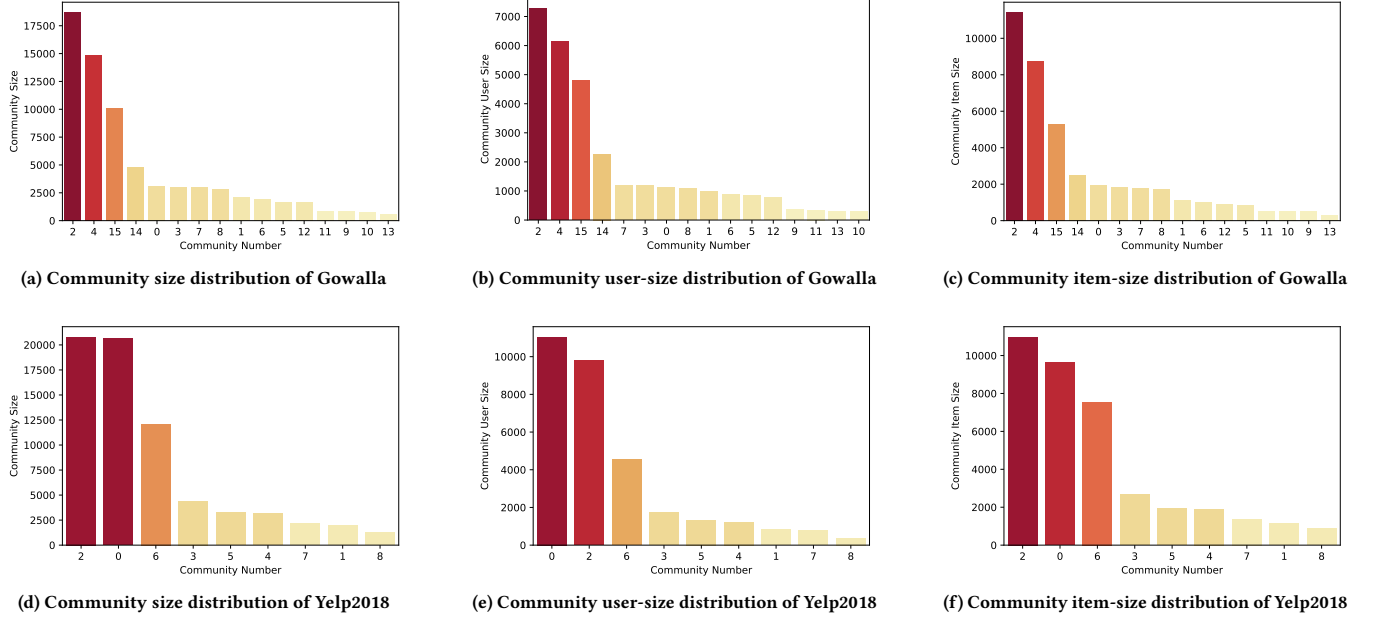 17500
15000
12500
10000
7500
5000
2500
0
Community Size
2 4 15 14 0 3 7 8 1 6 5 12 11 9 10 13
Community Number
(a) Community size distribution of Gowalla
7000
6000
5000
4000
3000
2000
1000
0
Community User Size
2 4 15 14 7 3 0 8 1 6 5 12 9 11 13 10
Community Number
(b) Community user-size distribution of Gowalla
10000
8000
6000
4000
2000
0
Community Item Size
2 4 15 14 0 3 7 8 1 6 12 5 11 10 9 13
Community Number
(c) Community item-size distribution of Gowalla
20000
17500
15000
12500
10000
7500
5000
2500
0
Community Size
2 0 6 3 5 4 7 1 8
Community Number
(d) Community size distribution of Yelp2018
10000
8000
6000
4000
2000
0
Community User Size
0 2 6 3 5 4 1 7 8
Community Number
(e) Community user-size distribution of Yelp2018
10000
8000
6000
4000
2000
0
Community Item Size
2 0 6 3 5 4 7 1 8
Community Number
(f) Community item-size distribution of Yelp2018